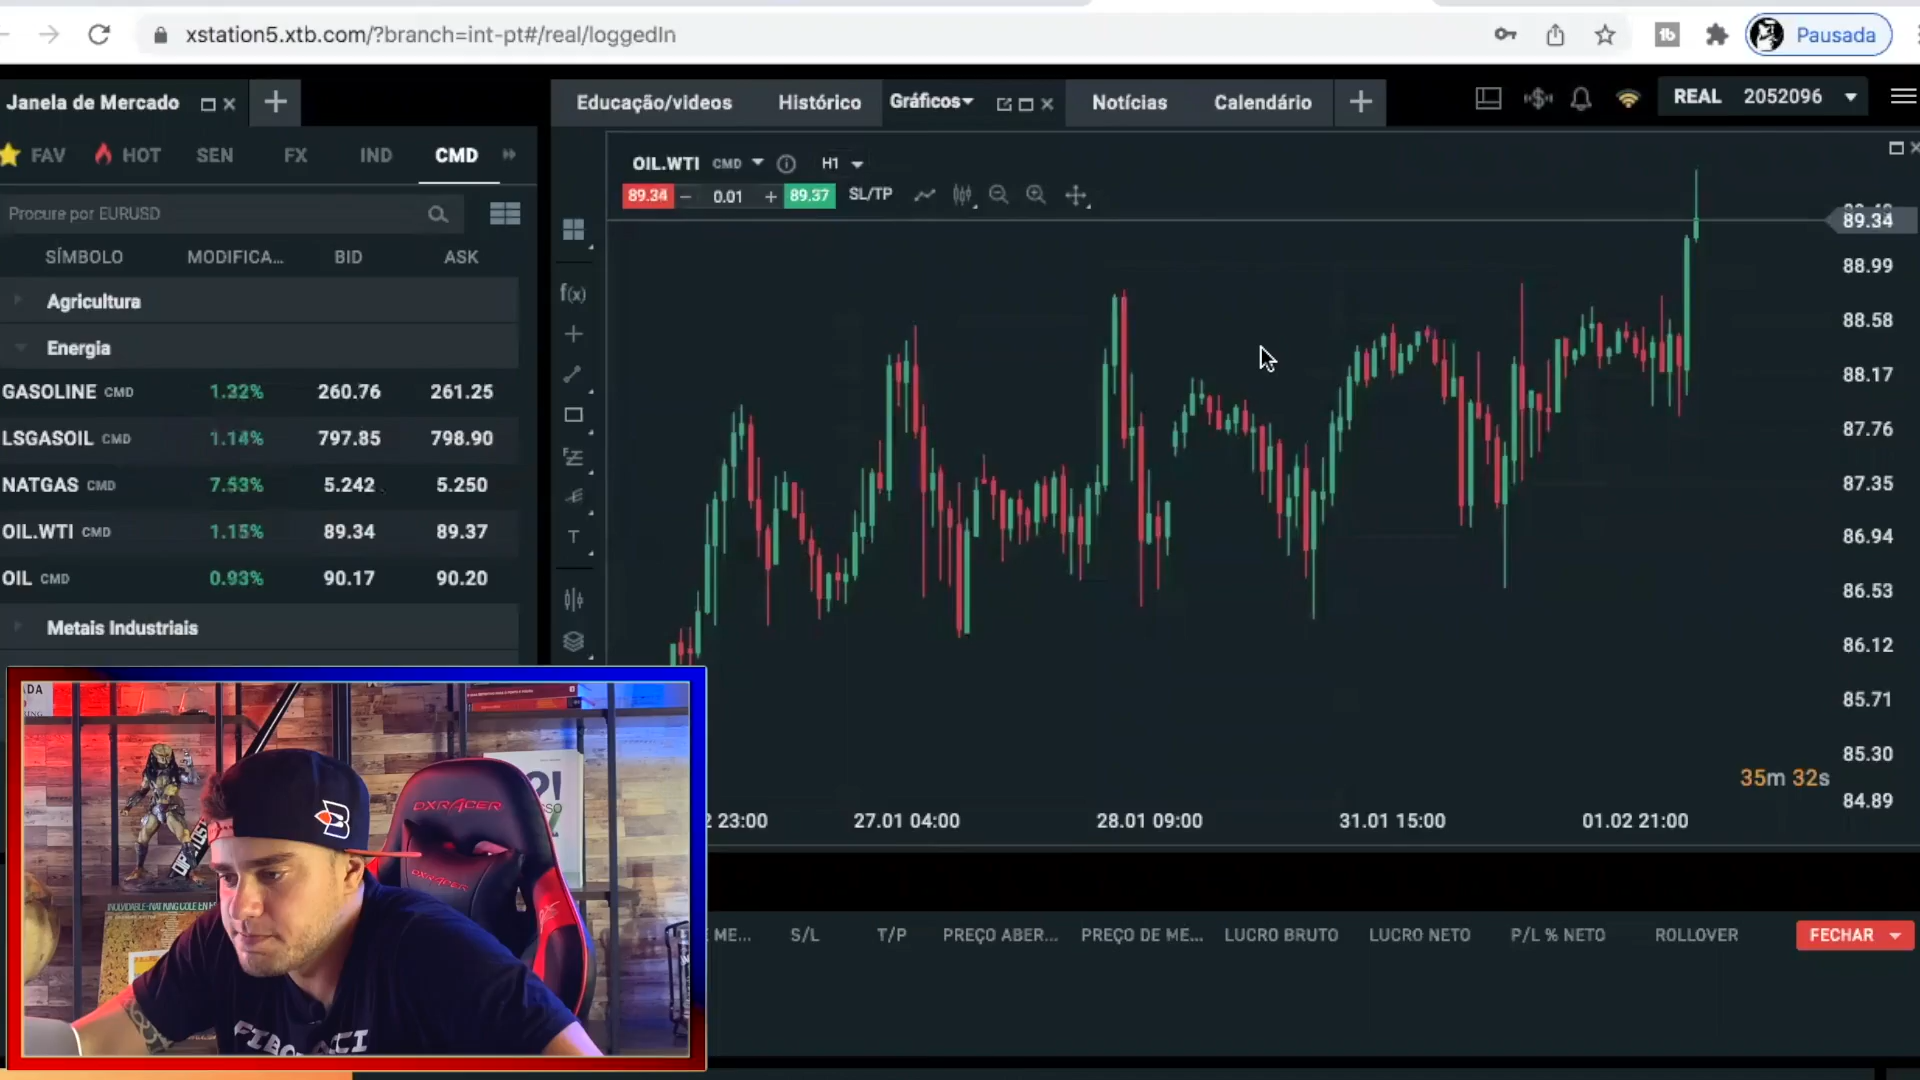 xstation5.xtb.com/?branch=int-pt#/real/loggedIn
Pausada
Janela de Mercado
Educação/videos
Histórico
Gráficos
Notícias
Calendário
REAL 2052096
FAV
HOT
SEN
FX
IND
CMD
Procure por EURUSD
SÍMBOLO
MODIFICA...
BID
ASK
Agricultura
Energia
GASOLINE CMD 1.32% 260.76 261.25
LSGASOIL CMD 1.14% 797.85 798.90
NATGAS CMD 7.53% 5.242 5.250
OIL.WTI CMD 1.15% 89.34 89.37
OIL CMD 0.93% 90.17 90.20
Metais Industriais
OIL.WTI CMD H1
89.34 − 0.01 + 89.37 SL/TP
f(x)
T
89.34
88.99
88.58
88.17
87.76
87.35
86.94
86.53
86.12
85.71
85.30
84.89
35m 32s
23:00
27.01 04:00
28.01 09:00
31.01 15:00
01.02 21:00
ME...
S/L
T/P
PREÇO ABER...
PREÇO DE ME...
LUCRO BRUTO
LUCRO NETO
P/L % NETO
ROLLOVER
FECHAR
DXRACER
DXRACER